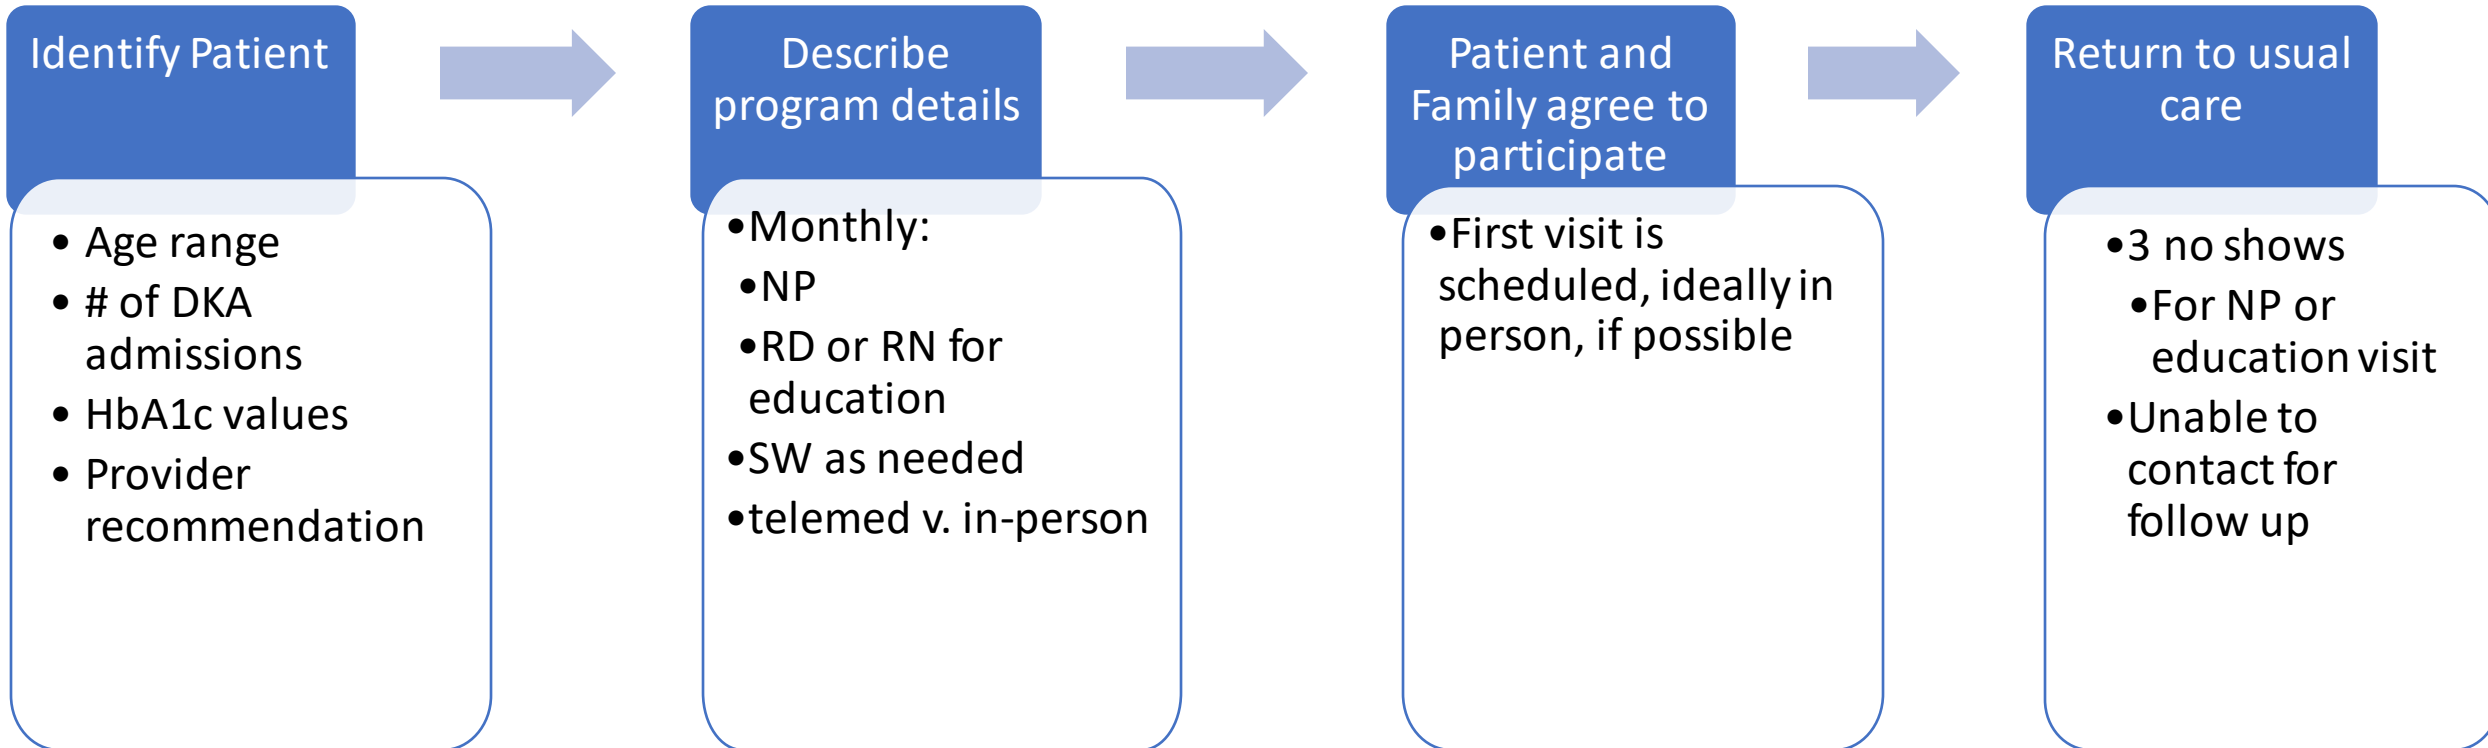 Identify Patient
• Age range
• # of DKA
admissions
• HbA1c values
• Provider
recommendation
Describe
program details
•Monthly:
•NP
•RD or RN for
education
•SW as needed
•telemed v. in-person
Patient and
Family agree to
participate
•First visit is
scheduled, ideally in
person, if possible
Return to usual
care
•3 no shows
•For NP or
education visit
•Unable to
contact for
follow up